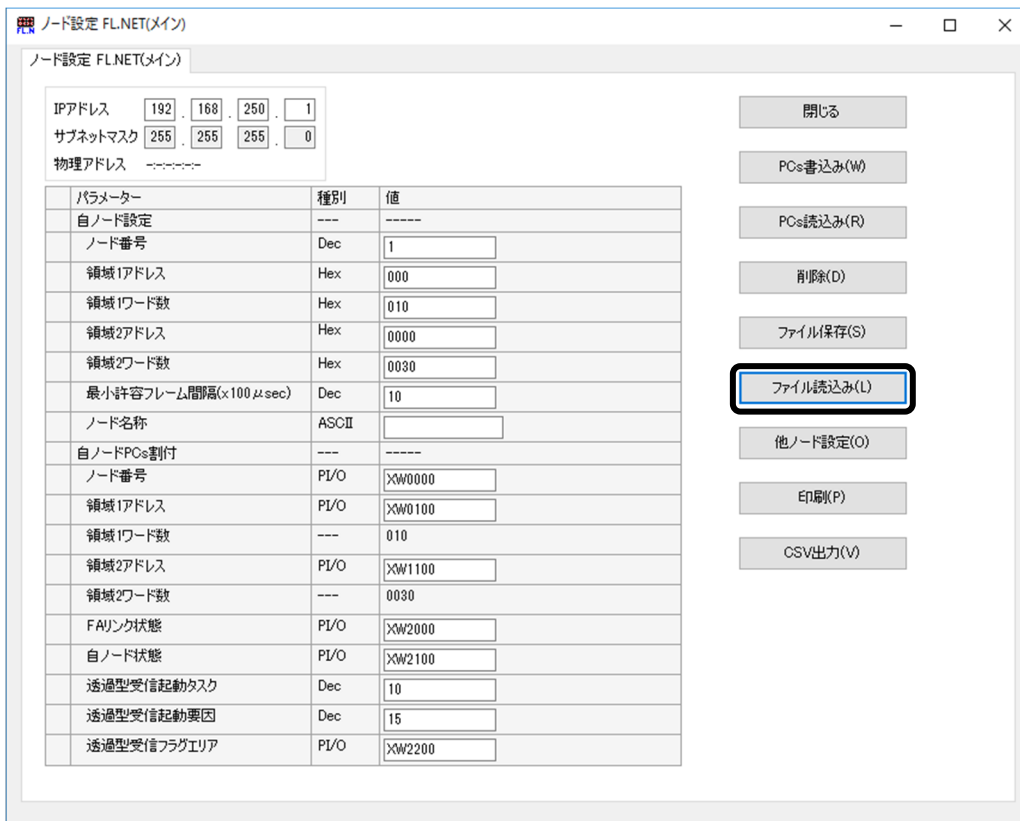 FL.N ノード設定 FL.NET(メイン)
ノード設定 FL.NET(メイン)
IPアドレス 192 . 168 . 250 . 1
サブネットマスク 255 . 255 255 . 0
物理アドレス -:-:-:-:-:-
パラメーター 種別 値
自ノード設定 --- -----
ノード番号 Dec 1
領域1アドレス Hex 000
領域1ワード数 Hex 010
領域2アドレス Hex 0000
領域2ワード数 Hex 0030
最小許容フレーム間隔(x100μsec) Dec 10
ノード名称 ASCII
自ノードPCs割付 --- -----
ノード番号 PI/O XW0000
領域1アドレス PI/O XW0100
領域1ワード数 --- 010
領域2アドレス PI/O XW1100
領域2ワード数 --- 0030
FAリンク状態 PI/O XW2000
自ノード状態 PI/O XW2100
透過型受信起動タスク Dec 10
透過型受信起動要因 Dec 15
透過型受信フラグエリア PI/O XW2200
閉じる
PCs書込み(W)
PCs読込み(R)
削除(D)
ファイル保存(S)
ファイル読込み(L)
他ノード設定(O)
印刷(P)
CSV出力(V)